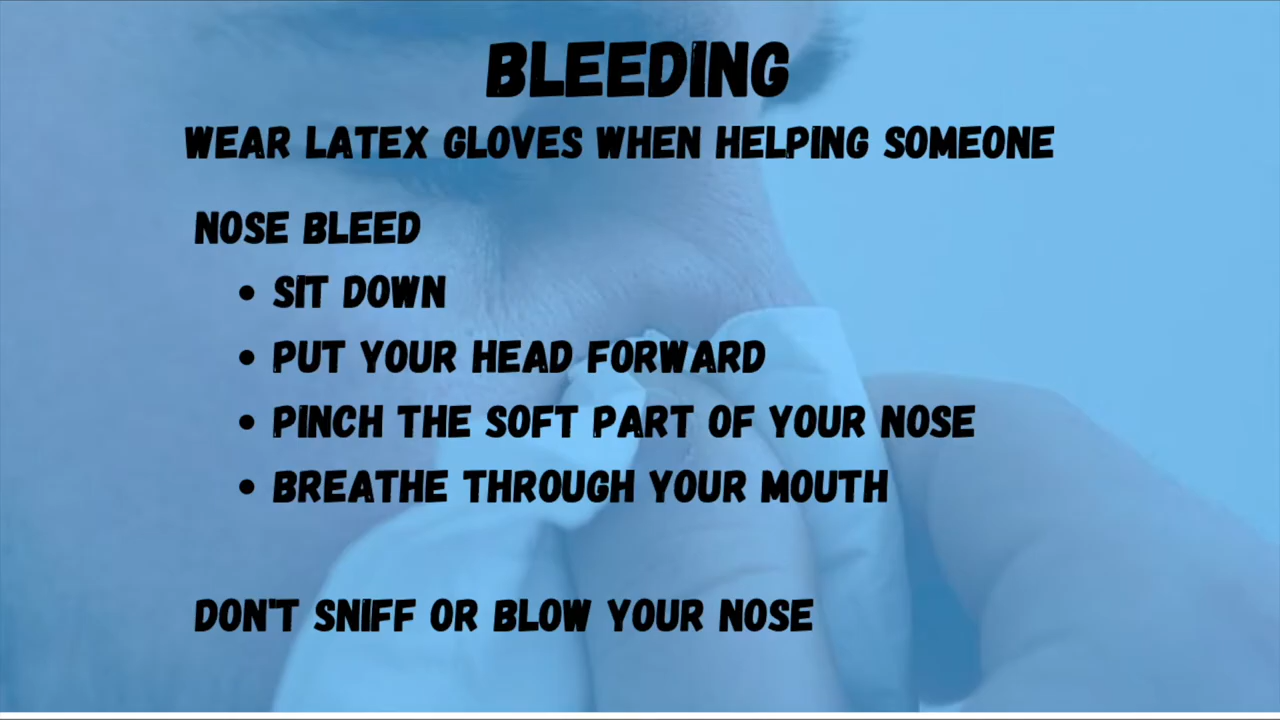 BLEEDING
WEAR LATEX GLOVES WHEN HELPING SOMEONE
NOSE BLEED
• SIT DOWN
• PUT YOUR HEAD FORWARD
• PINCH THE SOFT PART OF YOUR NOSE
• BREATHE THROUGH YOUR MOUTH
DON'T SNIFF OR BLOW YOUR NOSE